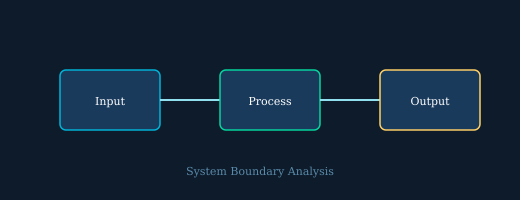 Input
Process
Output
System Boundary Analysis